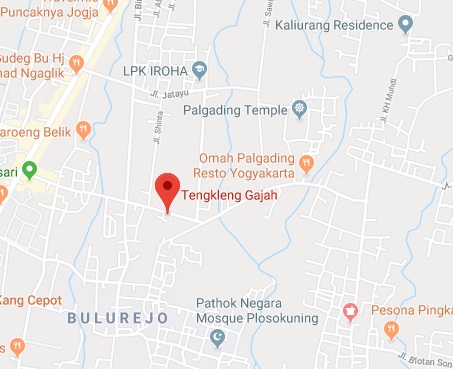 Puncaknya Jogja
Kaliurang Residence
Gudeg Bu Hj
mad Ngaglik
LPK IROHA
Jl. Jatayu
Jl. KH Muhdi
Palgading Temple
Jl. Shinta
aroeng Belik
Omah Palgading
Resto Yogyakarta
sari
Tengkleng Gajah
Kang Cepot
Pathok Negara
Mosque Plosokuning
BULUREJO
Pesona Pingka
Jl. Blotan Son
s